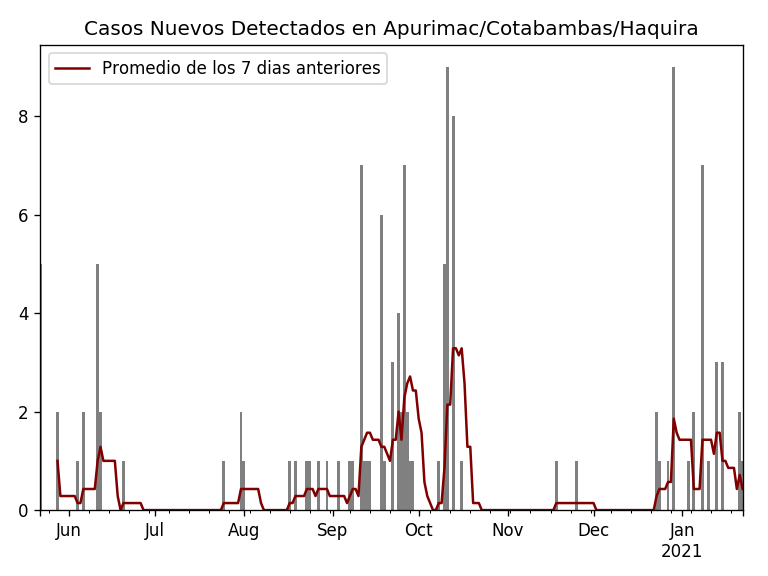 Casos Nuevos Detectados en Apurimac/Cotabambas/Haquira
Promedio de los 7 dias anteriores
8
6
4
2
0
Jun Jul Aug Sep Oct Nov Dec Jan
2021